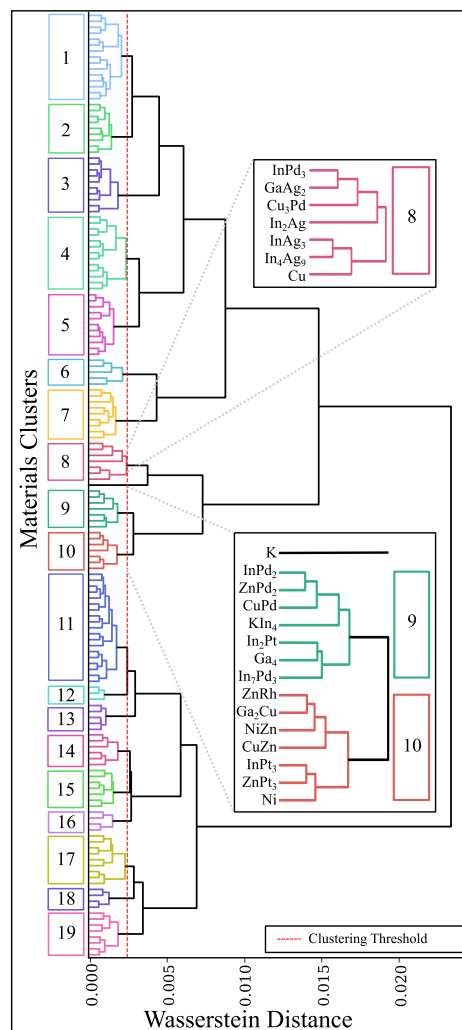 Materials Clusters
1
2
3
4
5
6
7
8
9
10
11
12
13
14
15
16
17
18
19
InPd₃
GaAg₂
Cu₃Pd
In₂Ag
InAg₃
In₄Ag₉
Cu
8
K
InPd₂
ZnPd₂
CuPd
KIn₄
In₂Pt
Ga₄
In₇Pd₃
ZnRh
Ga₂Cu
NiZn
CuZn
InPt₃
ZnPt₃
Ni
9
10
Clustering Threshold
0.000
0.005
0.010
0.015
0.020
Wasserstein Distance